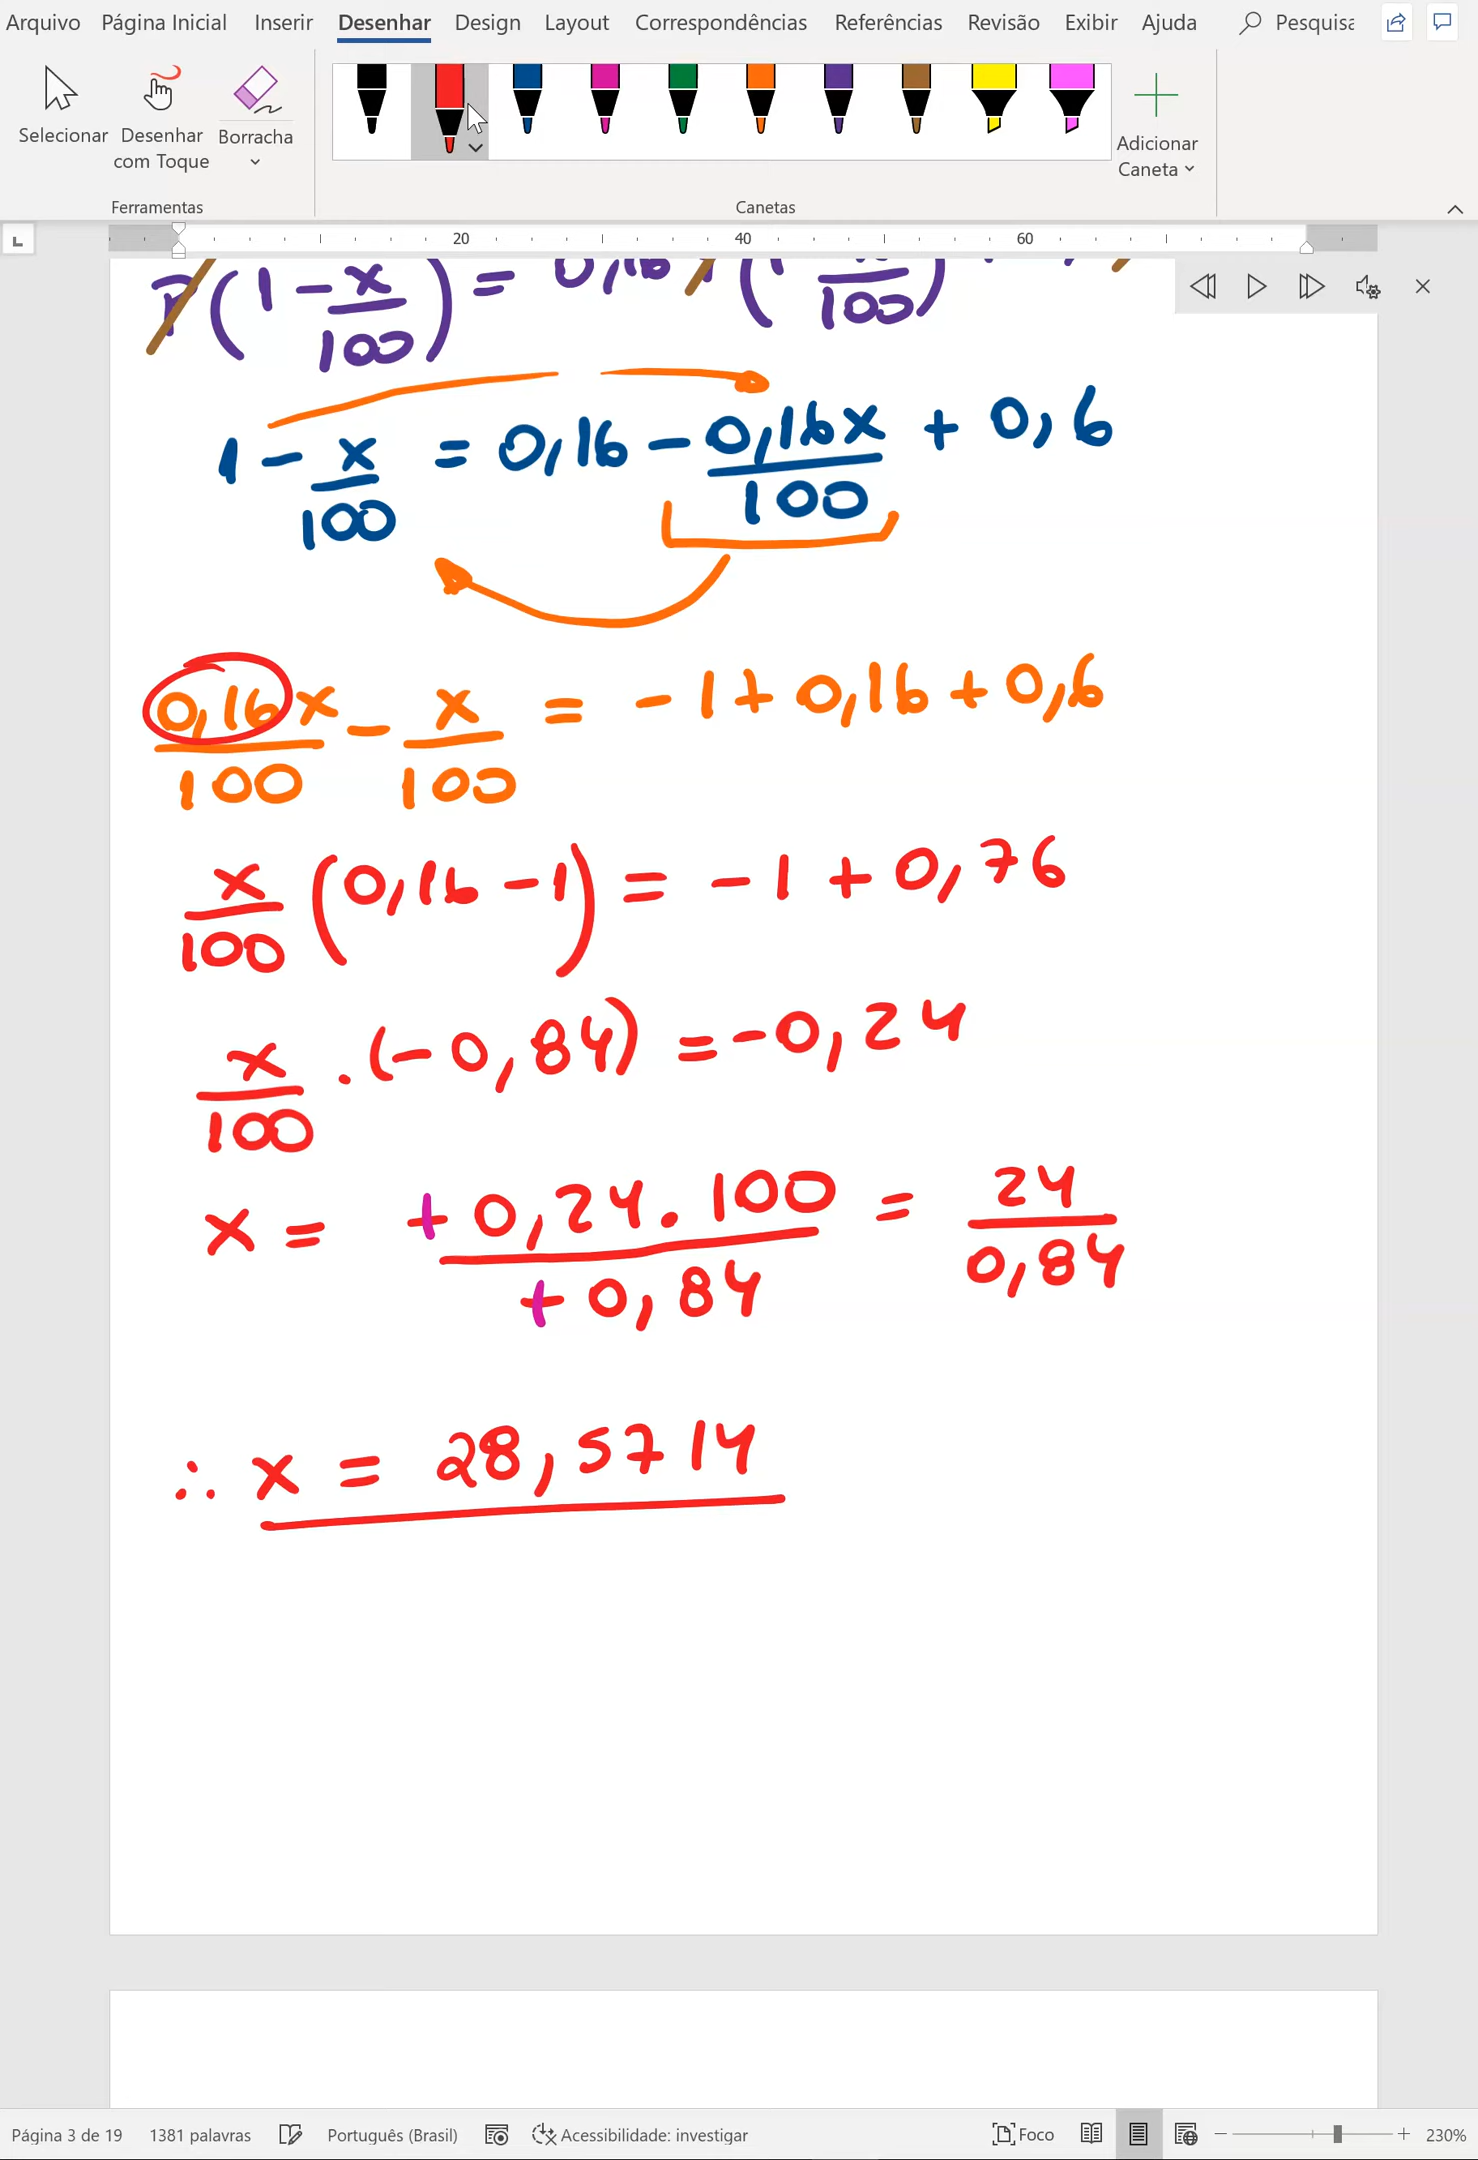 Arquivo Página Inicial Inserir Desenhar Design Layout Correspondências Referências Revisão Exibir Ajuda Pesquisa
Selecionar Desenhar com Toque Borracha Adicionar Caneta
Ferramentas Canetas
20 40 60
P(1 - x/100) = 0,16 P(
1 - x/100 = 0,16 - 0,16x/100 + 0,6
0,16x/100 - x/100 = -1 + 0,16 + 0,6
x/100 (0,16 - 1) = -1 + 0,76
x/100 . (-0,84) = -0,24
x = +0,24 . 100/+0,84 = 24/0,84
∴ x = 28,5714
Página 3 de 19 1381 palavras Português (Brasil) Acessibilidade: investigar Foco 230%